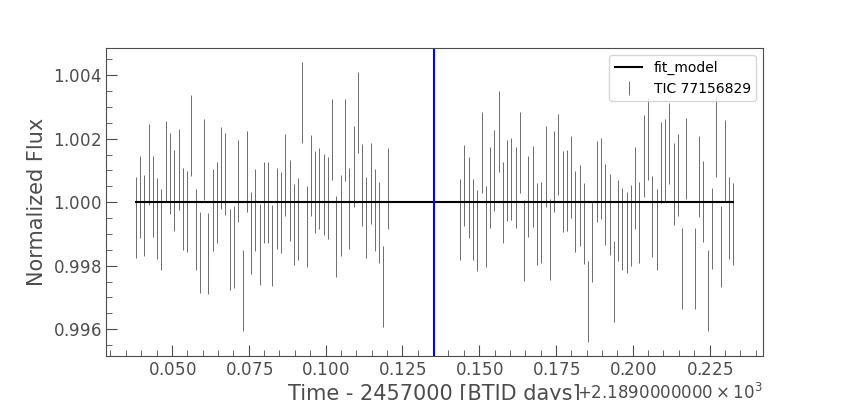 1.004
1.002
1.000
0.998
0.996
Normalized Flux
fit_model
TIC 77156829
0.050 0.075 0.100 0.125 0.150 0.175 0.200 0.225
Time - 2457000 [BTJD days]
+2.1890000000 × 10³